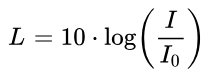 L = 10 · log(I / I₀)